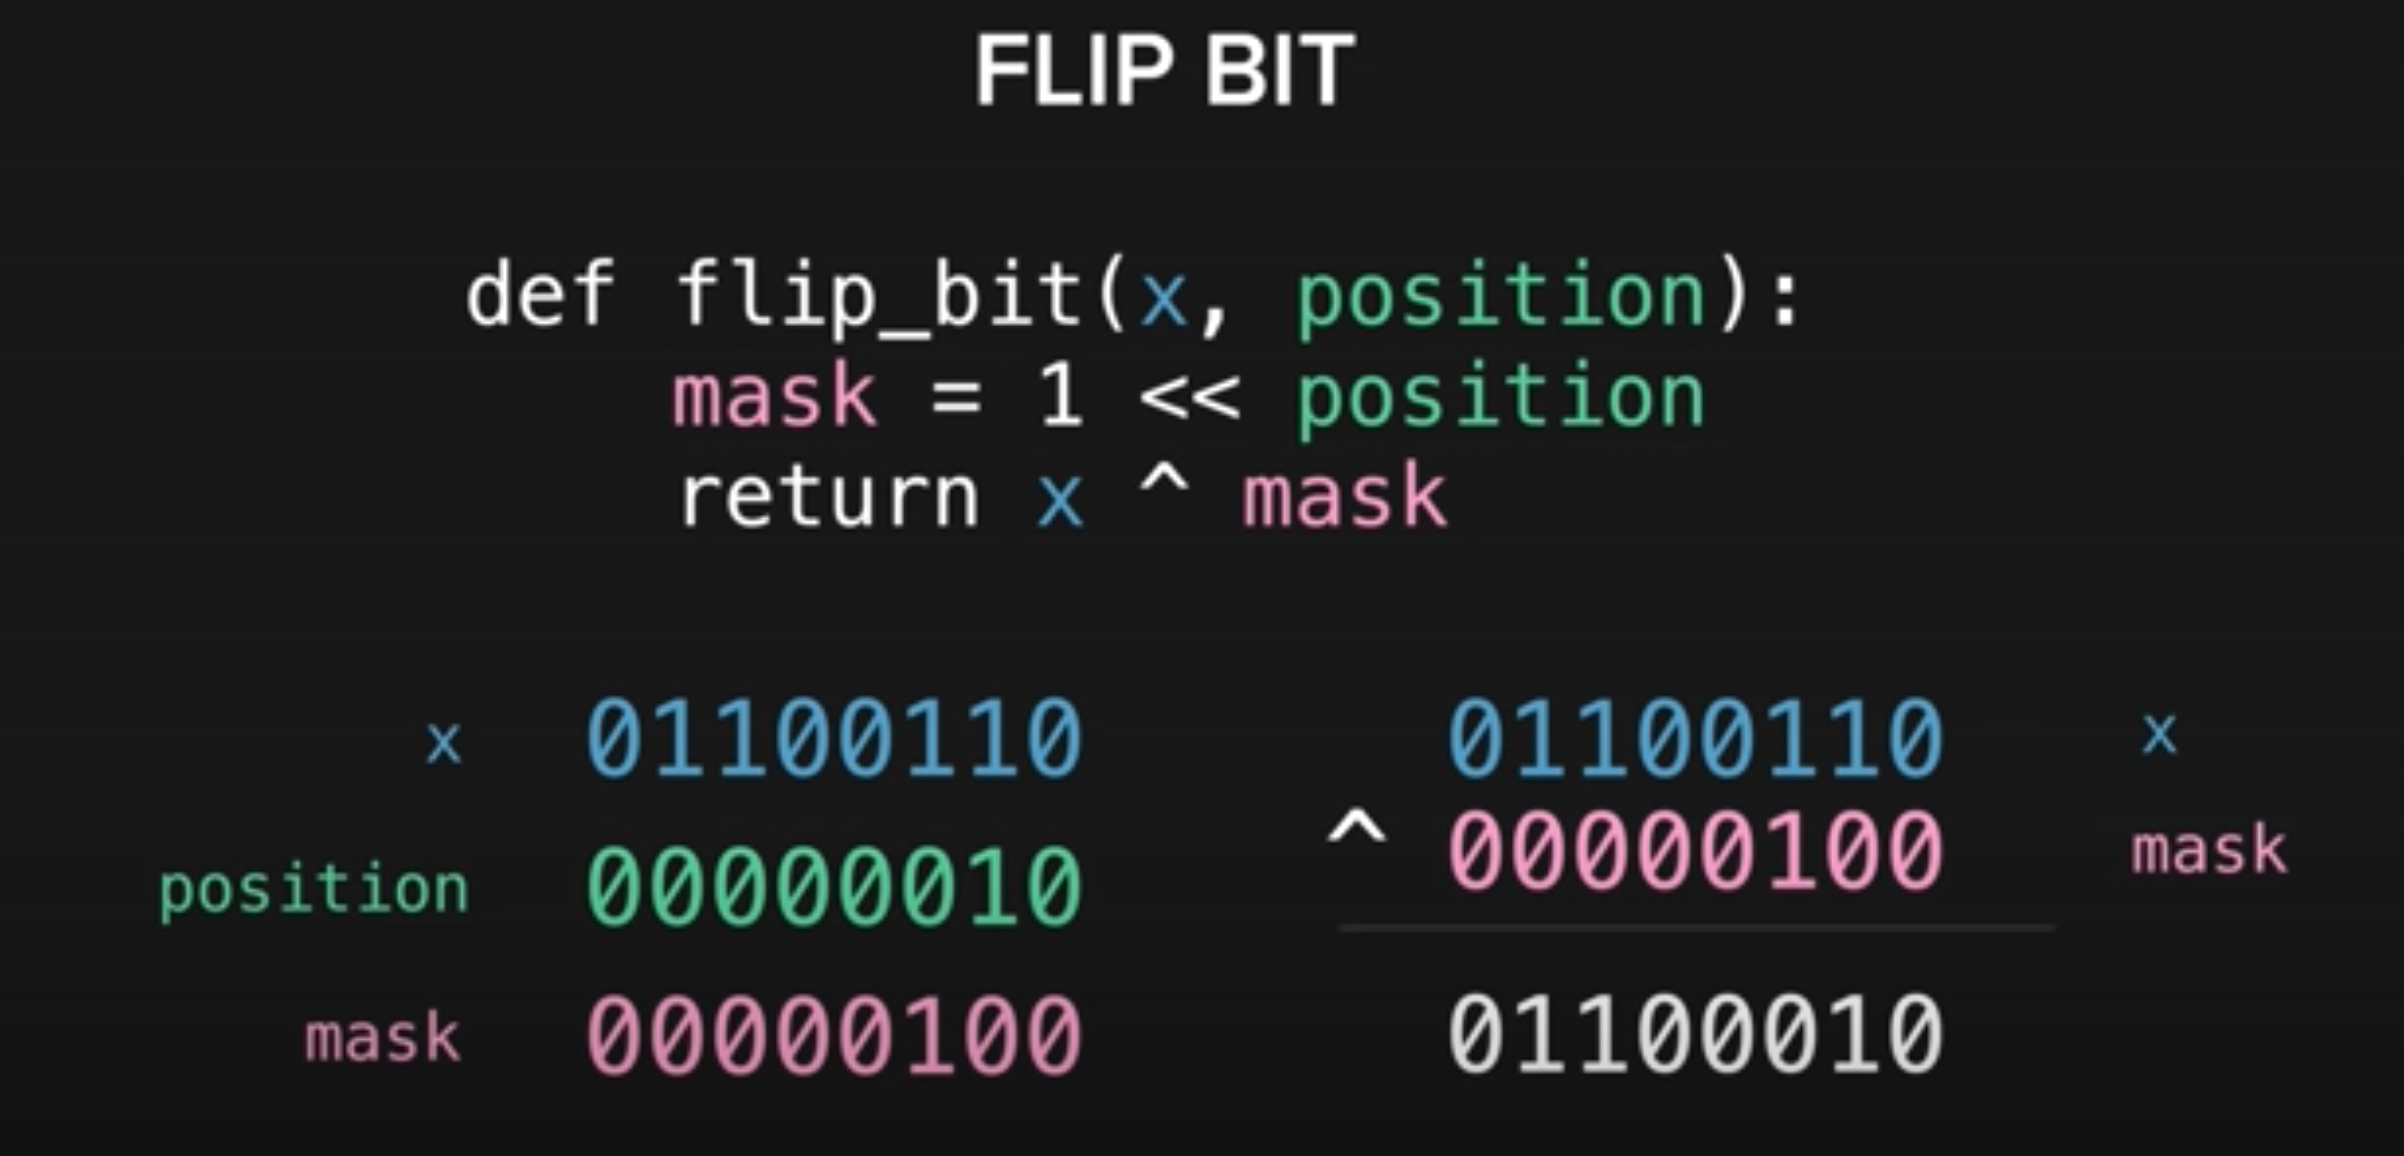 FLIP BIT
def flip_bit(x, position):
    mask = 1 << position
    return x ^ mask
x 01100110
position 00000010
mask 00000100
01100110 x
^ 00000100 mask
01100010